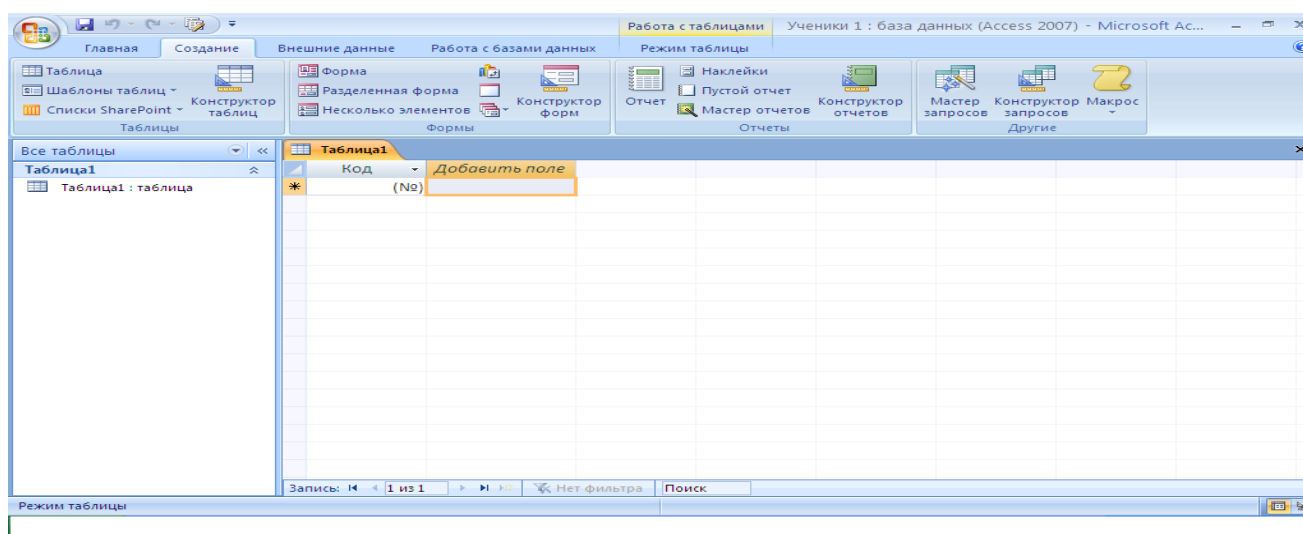 Работа с таблицами Ученики 1 : база данных (Access 2007) - Microsoft Ac...
Главная Создание Внешние данные Работа с базами данных Режим таблицы
Таблица
Шаблоны таблиц
Списки SharePoint
Конструктор таблиц
Таблицы
Форма
Разделенная форма
Несколько элементов
Конструктор форм
Формы
Отчет
Наклейки
Пустой отчет
Мастер отчетов
Конструктор отчетов
Отчеты
Мастер запросов
Конструктор запросов
Макрос
Другие
Все таблицы
Таблица1
Таблица1 : таблица
Таблица1
Код Добавить поле
(№)
Запись: 1 из 1 Нет фильтра Поиск
Режим таблицы